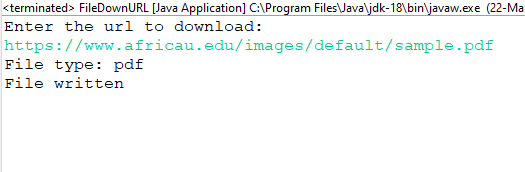 <terminated> FileDownURL [Java Application] C:\Program Files\Java\jdk-18\bin\javaw.exe (22-Ma
Enter the url to download:
https://www.africau.edu/images/default/sample.pdf
File type: pdf
File written